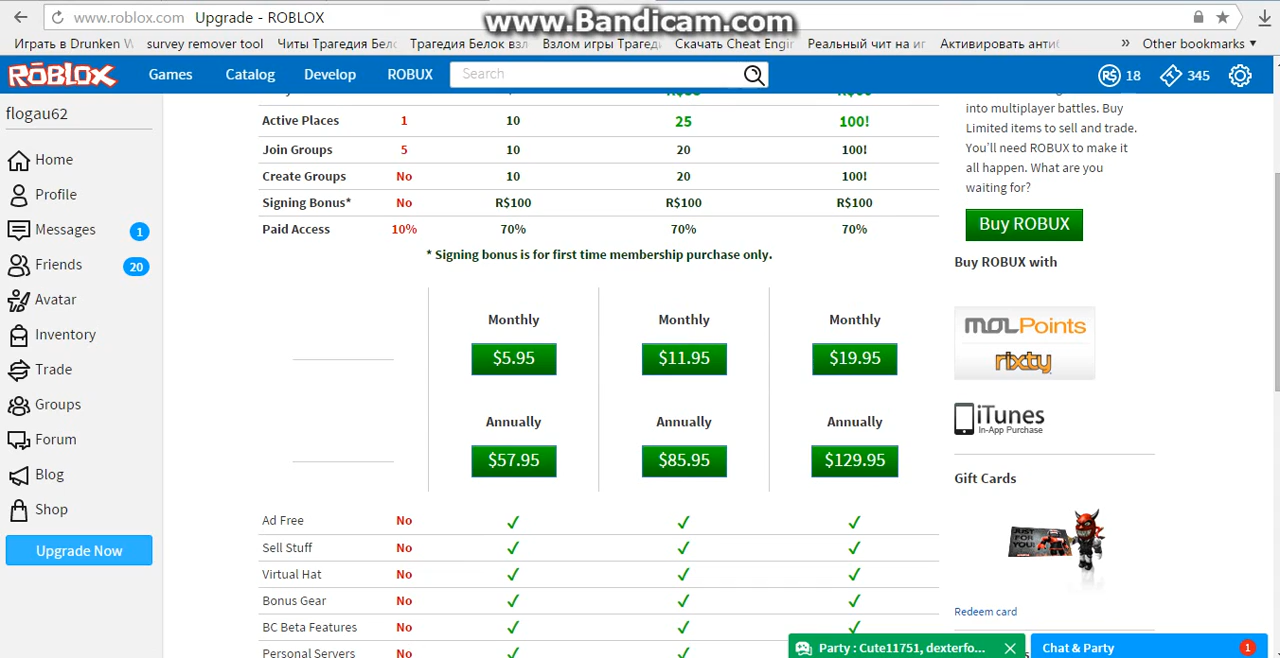 www.Bandicam.com
www.roblox.com Upgrade - ROBLOX
Играть в Drunken survey remover tool Читы Трагедия Бел Трагедия Белок взл Взлом игры Трагед Скачать Cheat Engi Реальный чит на иг Активировать анти » Other bookmarks
ROBLOX Games Catalog Develop ROBUX Search R$ 18 345
flogau62
Home
Profile
Messages 1
Friends 20
Avatar
Inventory
Trade
Groups
Forum
Blog
Shop
Upgrade Now
Active Places 1 10 25 100!
Join Groups 5 10 20 100!
Create Groups No 10 20 100!
Signing Bonus* No R$100 R$100 R$100
Paid Access 10% 70% 70% 70%
* Signing bonus is for first time membership purchase only.
Monthly Monthly Monthly
$5.95 $11.95 $19.95
Annually Annually Annually
$57.95 $85.95 $129.95
Ad Free No ✓ ✓ ✓
Sell Stuff No ✓ ✓ ✓
Virtual Hat No ✓ ✓ ✓
Bonus Gear No ✓ ✓ ✓
BC Beta Features No ✓ ✓ ✓
Personal Servers No
into multiplayer battles. Buy
Limited items to sell and trade.
You'll need ROBUX to make it
all happen. What are you
waiting for?
Buy ROBUX
Buy ROBUX with
MOLPoints
rixty
iTunes
In-App Purchase
Gift Cards
JUST
FOR
YOU!
Redeem card
Party : Cute11751, dexterfo...
Chat & Party 1